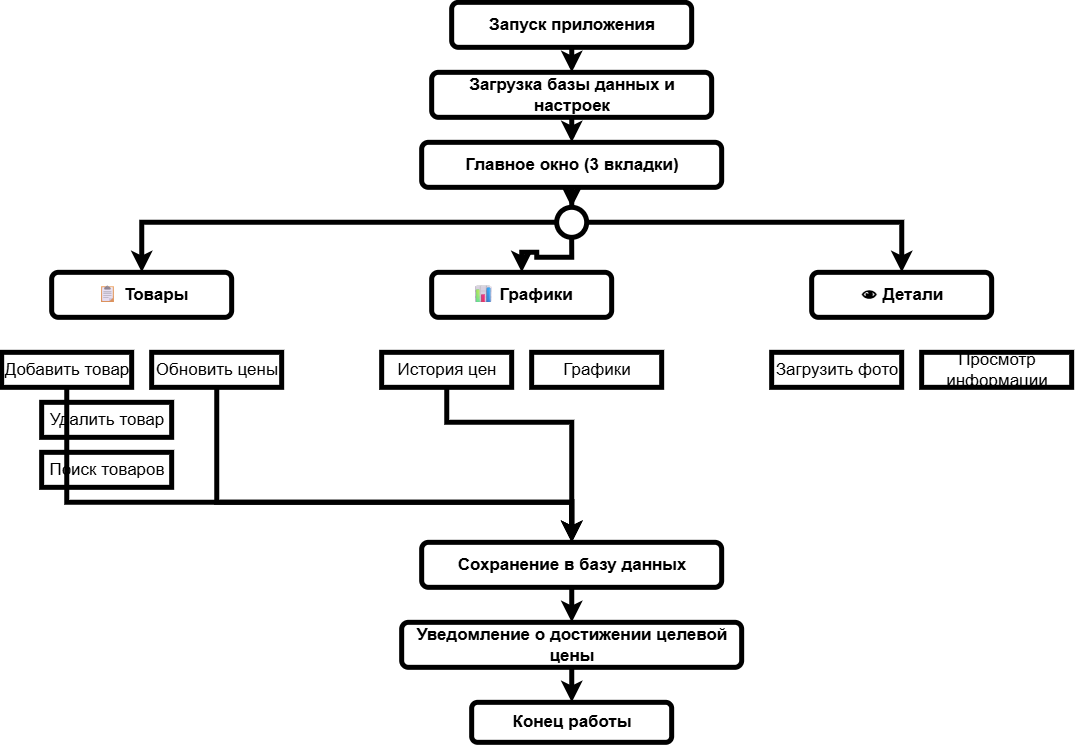 Запуск приложения
Загрузка базы данных и
настроек
Главное окно (3 вкладки)
Товары
Графики
Детали
Добавить товар
Обновить цены
История цен
Графики
Загрузить фото
Просмотр
информации
Удалить товар
Поиск товаров
Сохранение в базу данных
Уведомление о достижении целевой
цены
Конец работы